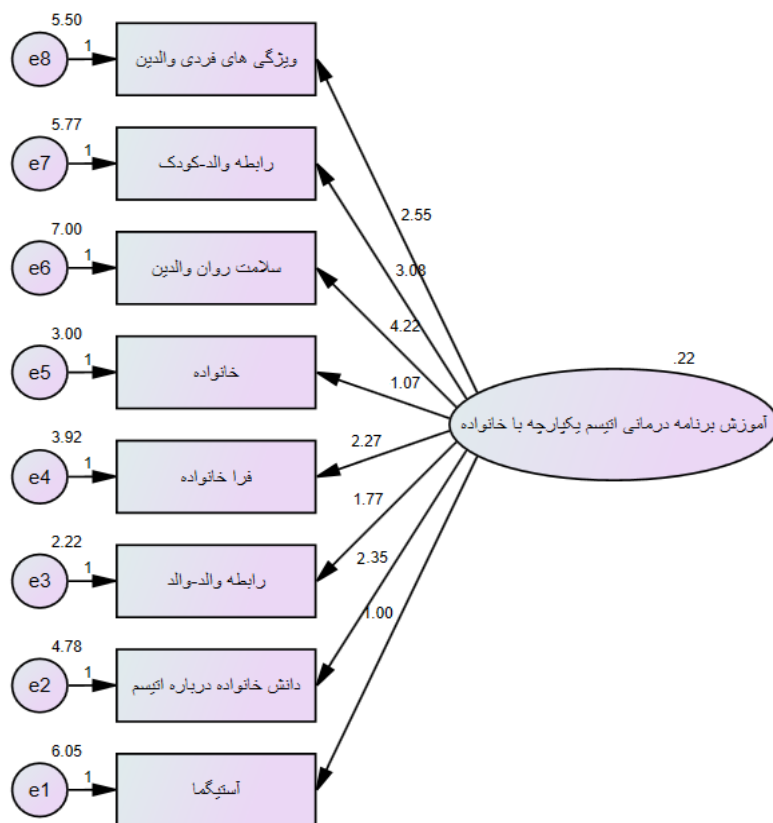 5.50
e8
1
ویژگی های فردی والدین
5.77
e7
1
رابطه والد-کودک
7.00
e6
1
سلامت روان والدین
3.00
e5
1
خانواده
3.92
e4
1
فرا خانواده
2.22
e3
1
رابطه والد-والد
4.78
e2
1
دانش خانواده درباره اتیسم
6.05
e1
1
آستیگما
2.55
3.08
4.22
1.07
2.27
1.77
2.35
1.00
.22
آموزش برنامه درمانی اتیسم یکپارچه با خانواده